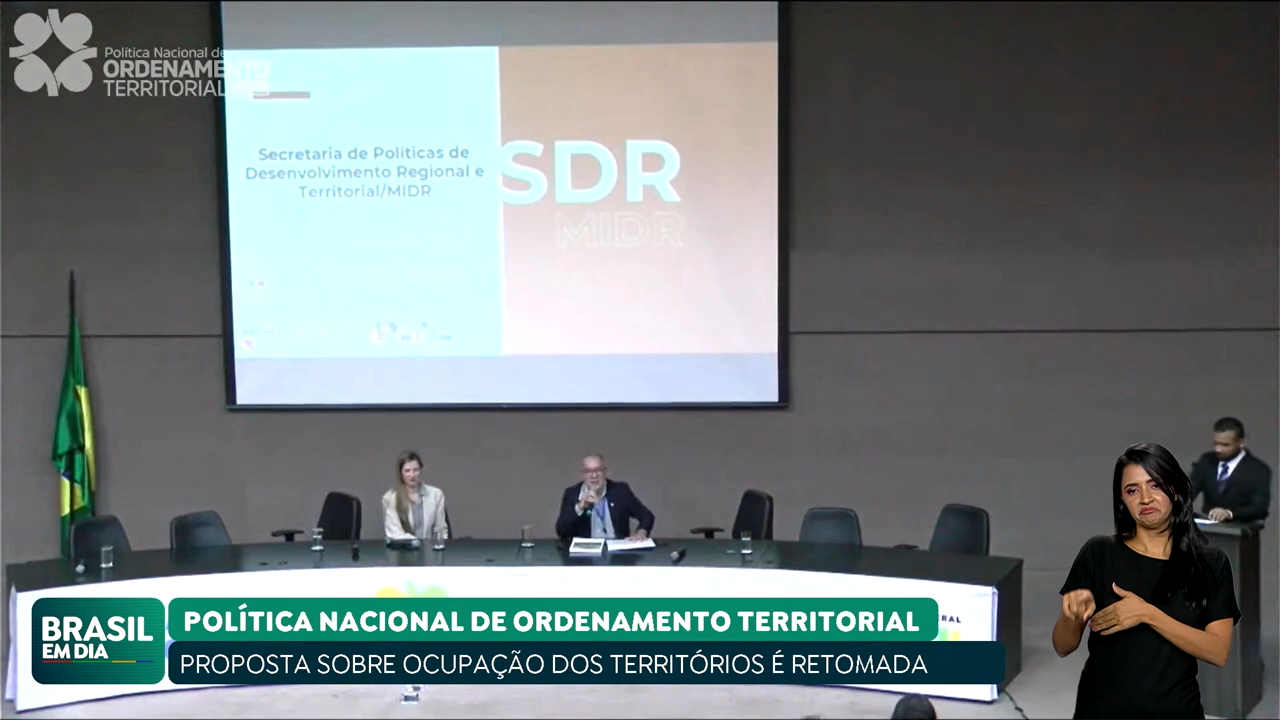 Política Nacional de
ORDENAMENTO
TERRITORIAL
Secretaria de Políticas de
Desenvolvimento Regional e
Territorial/MIDR
SDR
MIDR
BRASIL
EM DIA
POLÍTICA NACIONAL DE ORDENAMENTO TERRITORIAL
PROPOSTA SOBRE OCUPAÇÃO DOS TERRITÓRIOS É RETOMADA